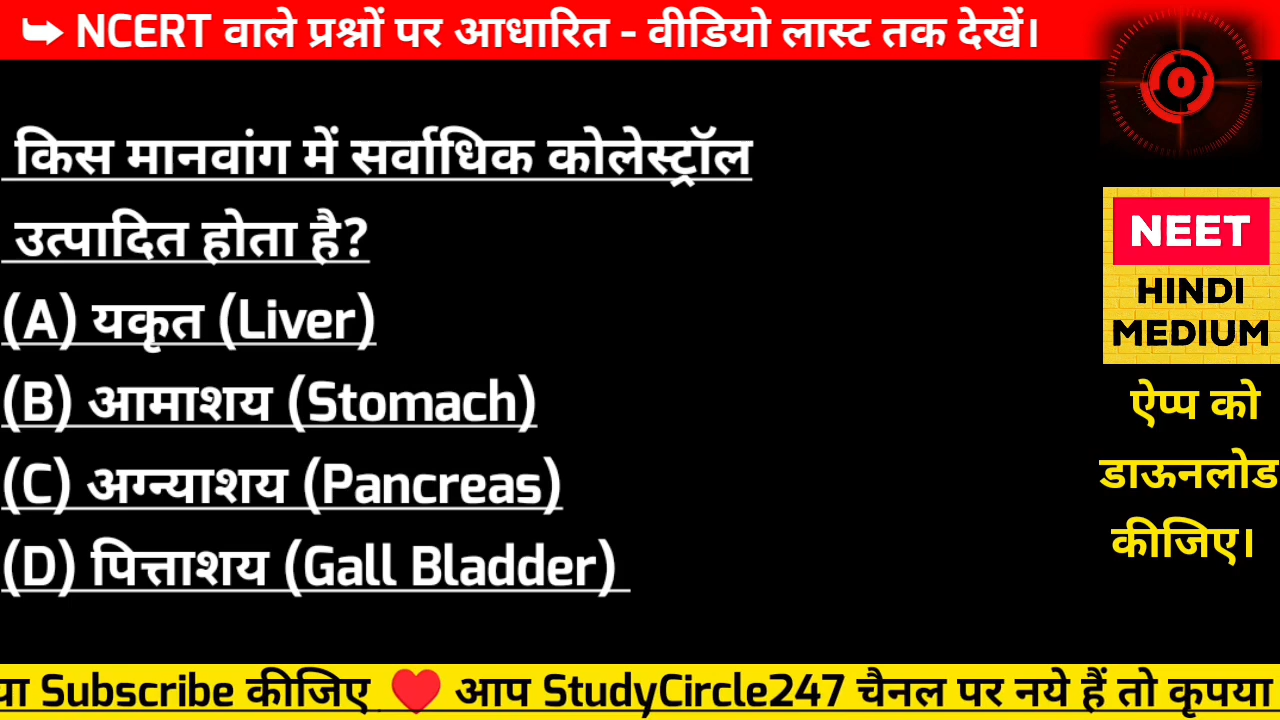 ➥ NCERT वाले प्रश्नों पर आधारित - वीडियो लास्ट तक देखें।
किस मानवांग में सर्वाधिक कोलेस्ट्रॉल
उत्पादित होता है?
(A) यकृत (Liver)
(B) आमाशय (Stomach)
(C) अग्न्याशय (Pancreas)
(D) पित्ताशय (Gall Bladder)
NEET
HINDI
MEDIUM
ऐप्प को
डाऊनलोड
कीजिए।
या Subscribe कीजिए ❤️ आप StudyCircle247 चैनल पर नये हैं तो कृपया